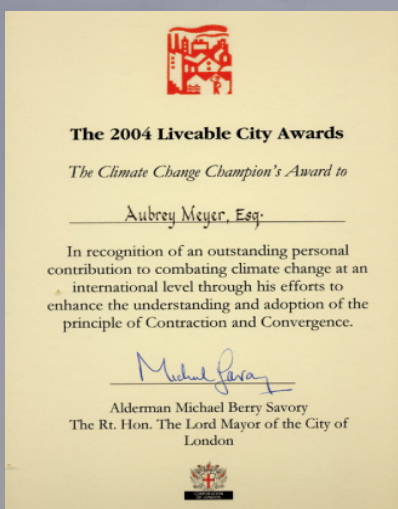 The 2004 Liveable City Awards
The Climate Change Champion's Award to
Aubrey Meyer, Esq.
In recognition of an outstanding personal
contribution to combating climate change at an
international level through his efforts to
enhance the understanding and adoption of the
principle of Contraction and Convergence.
Michael Savory
Alderman Michael Berry Savory
The Rt. Hon. The Lord Mayor of the City of
London
CORPORATION
OF LONDON